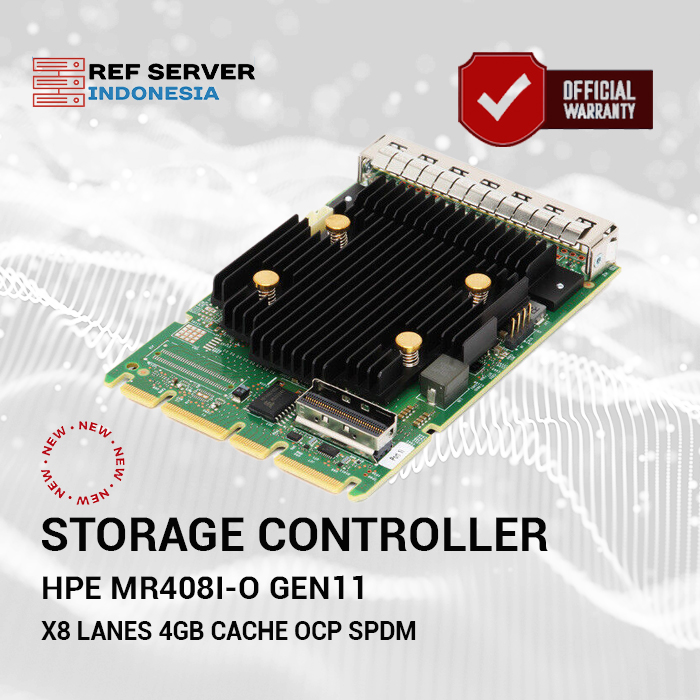 REF SERVER
INDONESIA
OFFICIAL
WARRANTY
NEW • NEW • NEW • NEW • NEW •
STORAGE CONTROLLER
HPE MR408I-O GEN11
X8 LANES 4GB CACHE OCP SPDM